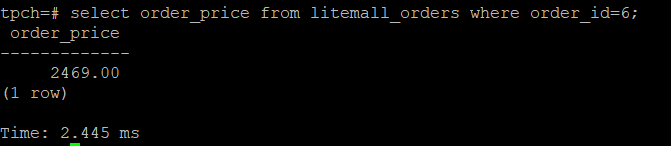 tpch=# select order_price from litemall_orders where order_id=6;
 order_price
-------------
     2469.00
(1 row)

Time: 2.445 ms